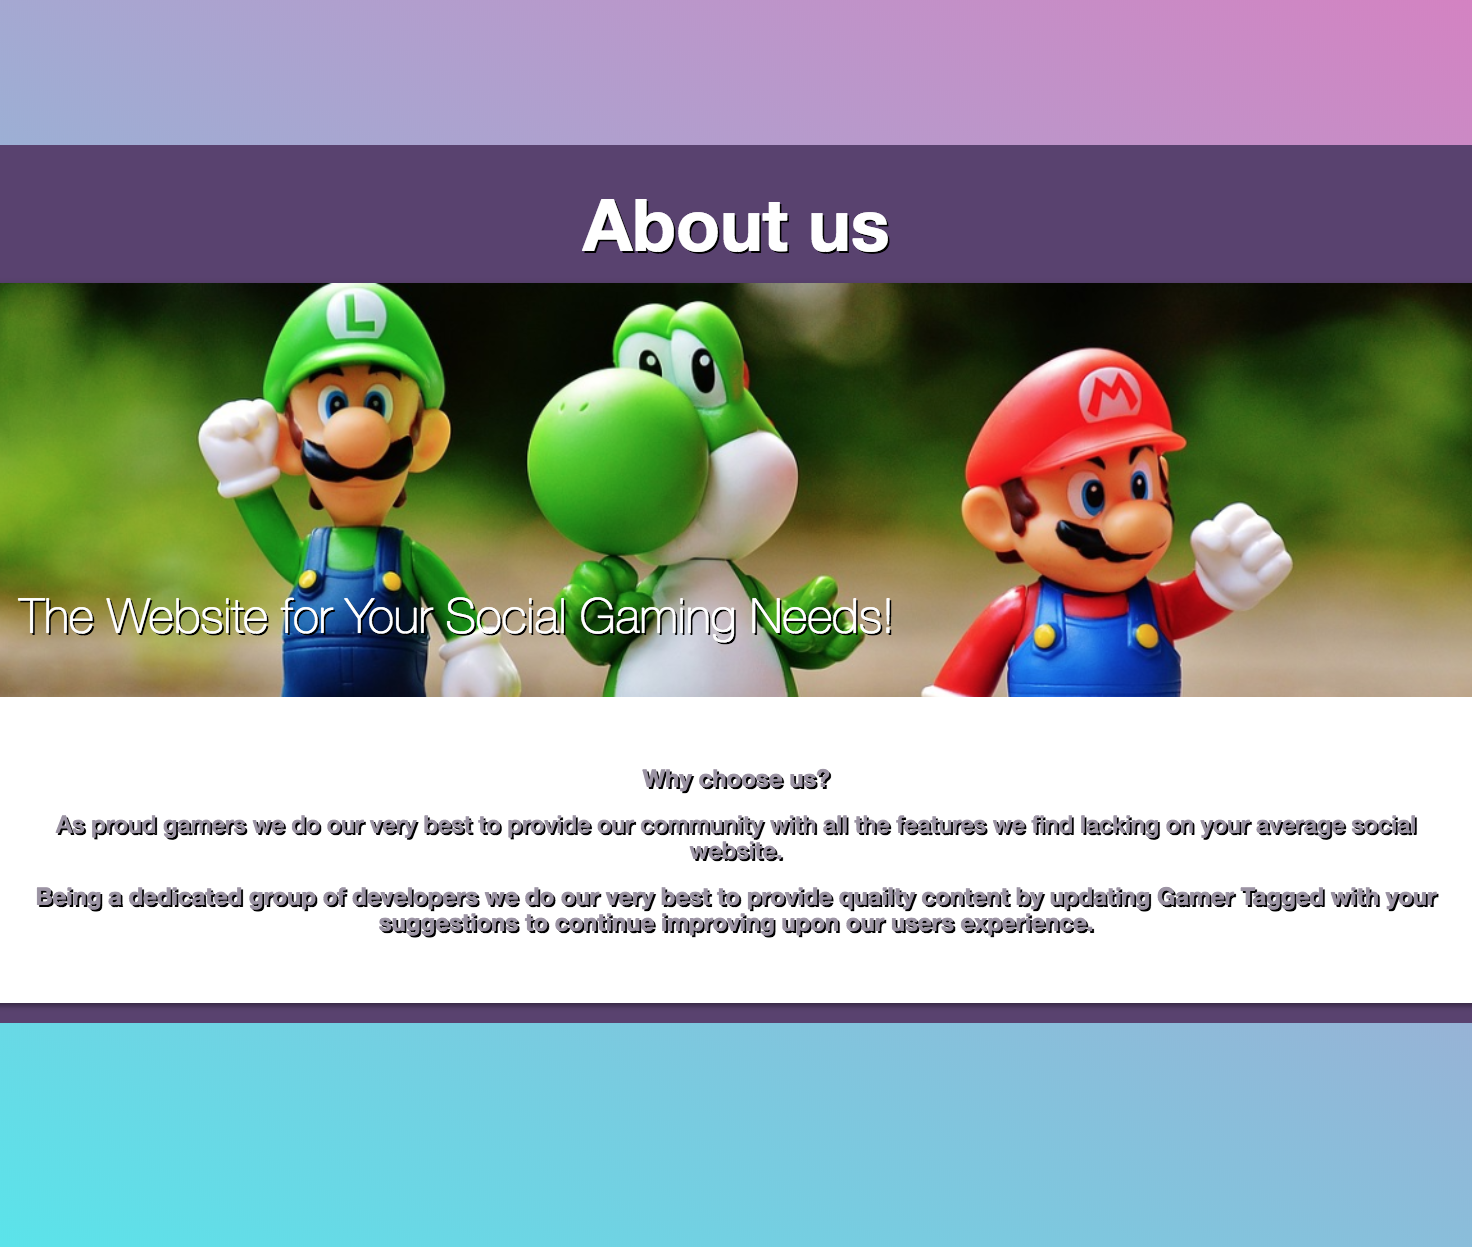 About us
L
M
The Website for Your Social Gaming Needs!
Why choose us?
As proud gamers we do our very best to provide our community with all the features we find lacking on your average social
website.
Being a dedicated group of developers we do our very best to provide quailty content by updating Gamer Tagged with your
suggestions to continue improving upon our users experience.